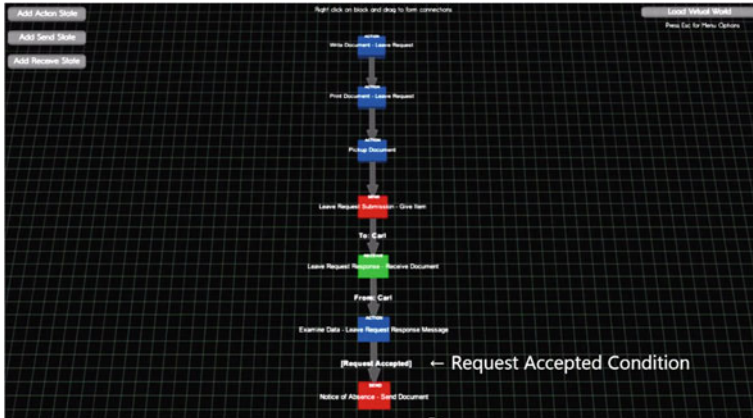 Add Action State
Right click on block and drag to form connections
Load Virtual World
Press Esc for Menu Options
Add Send State
Add Receive State
ACTION
Write Document - Leave Request
ACTION
Print Document - Leave Request
ACTION
Pickup Document
SEND
Leave Request Submission - Give Item
To: Carl
RECEIVE
Leave Request Response - Receive Document
From: Carl
ACTION
Examine Data - Leave Request Response Message
[Request Accepted]
← Request Accepted Condition
SEND
Notice of Absence - Send Document